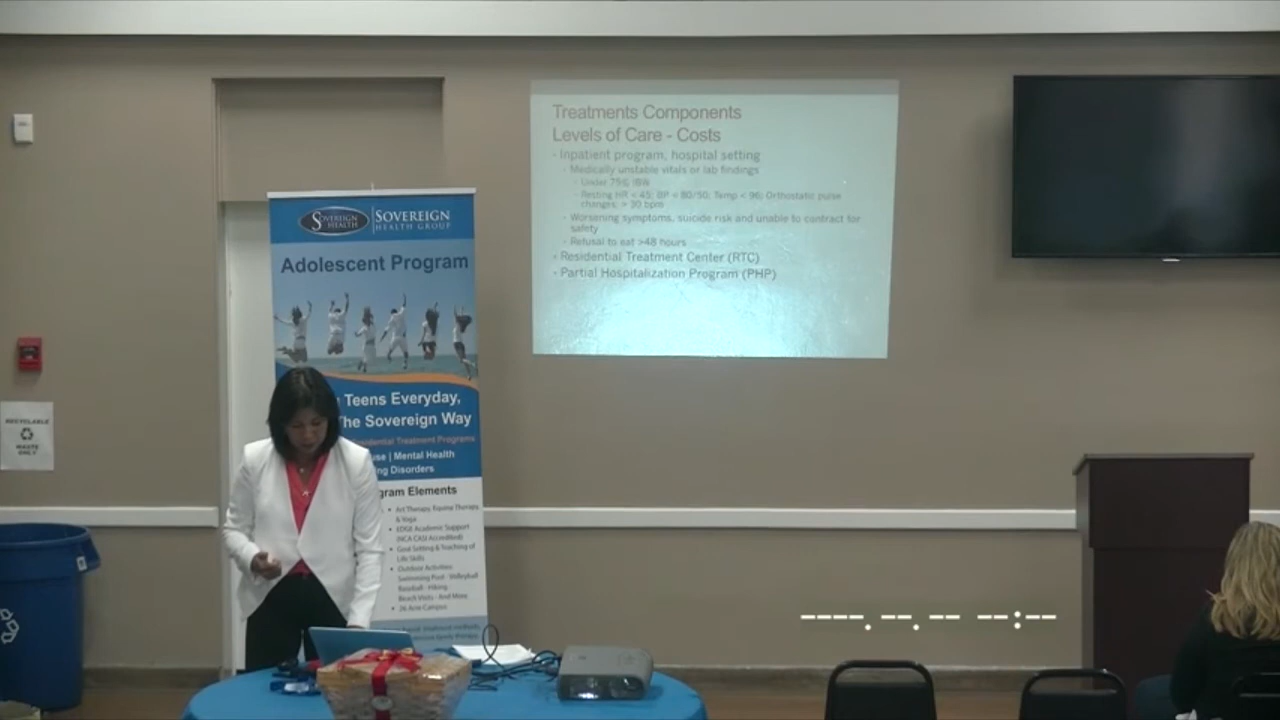 Treatments Components
Levels of Care - Costs
- Inpatient program, hospital setting
- Medically unstable vitals or lab findings
- Under 75% IBW
- Resting HR < 45; BP < 80/50; Temp < 96; Orthostatic pulse
changes: > 30 bpm
- Worsening symptoms, suicide risk and unable to contract for
safety
- Refusal to eat >48 hours
- Residential Treatment Center (RTC)
- Partial Hospitalization Program (PHP)
SOVEREIGN
HEALTH
SOVEREIGN
HEALTH GROUP
Adolescent Program
Teens Everyday,
The Sovereign Way
Residential Treatment Programs
use | Mental Health
ng Disorders
gram Elements
• Art Therapy, Equine Therapy
& Yoga
• EDGE Academic Support
(NCA CASI Accredited)
• Goal Setting & Teaching of
Life Skills
• Outdoor Activities
Swimming Pool - Volleyball
Baseball - Hiking
Beach Visits - And More
• 26 Acre Campus
family therapy
RECYCLABLE
WASTE
ONLY
----.--.-- --:--